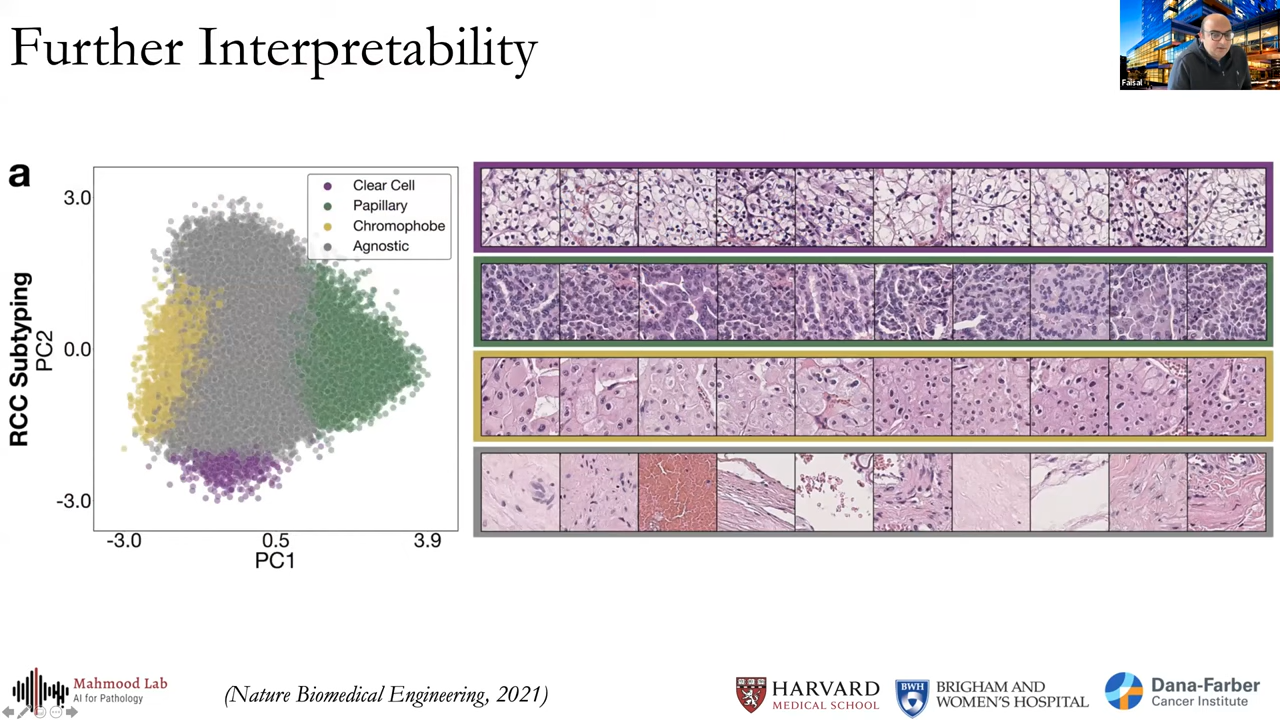 Further Interpretability
Faisal
a
Clear Cell
Papillary
Chromophobe
Agnostic
3.0
0.0
-3.0
RCC Subtyping
PC2
-3.0
0.5
3.9
PC1
Mahmood Lab
AI for Pathology
(Nature Biomedical Engineering, 2021)
HARVARD
MEDICAL SCHOOL
BWH
BRIGHAM AND
WOMEN'S HOSPITAL
Dana-Farber
Cancer Institute